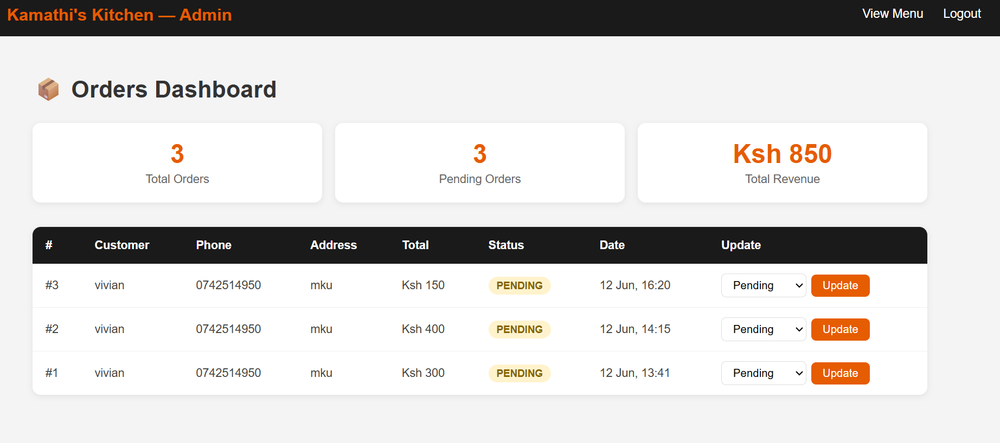 Kamathi's Kitchen — Admin View Menu Logout
Orders Dashboard
3 3 Ksh 850
Total Orders Pending Orders Total Revenue
# Customer Phone Address Total Status Date Update
#3 vivian 0742514950 mku Ksh 150 PENDING 12 Jun, 16:20 Pending Update
#2 vivian 0742514950 mku Ksh 400 PENDING 12 Jun, 14:15 Pending Update
#1 vivian 0742514950 mku Ksh 300 PENDING 12 Jun, 13:41 Pending Update